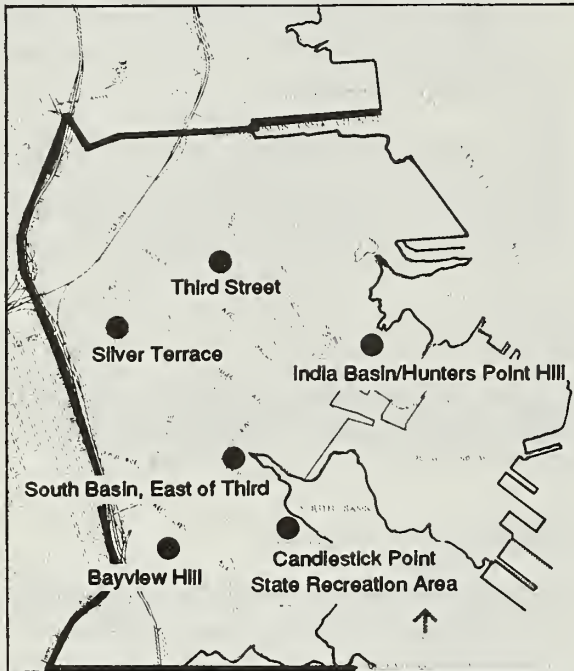 Third Street
Silver Terrace
India Basin/Hunters Point Hill
South Basin, East of Third
Bayview Hill
Candlestick Point
State Recreation Area